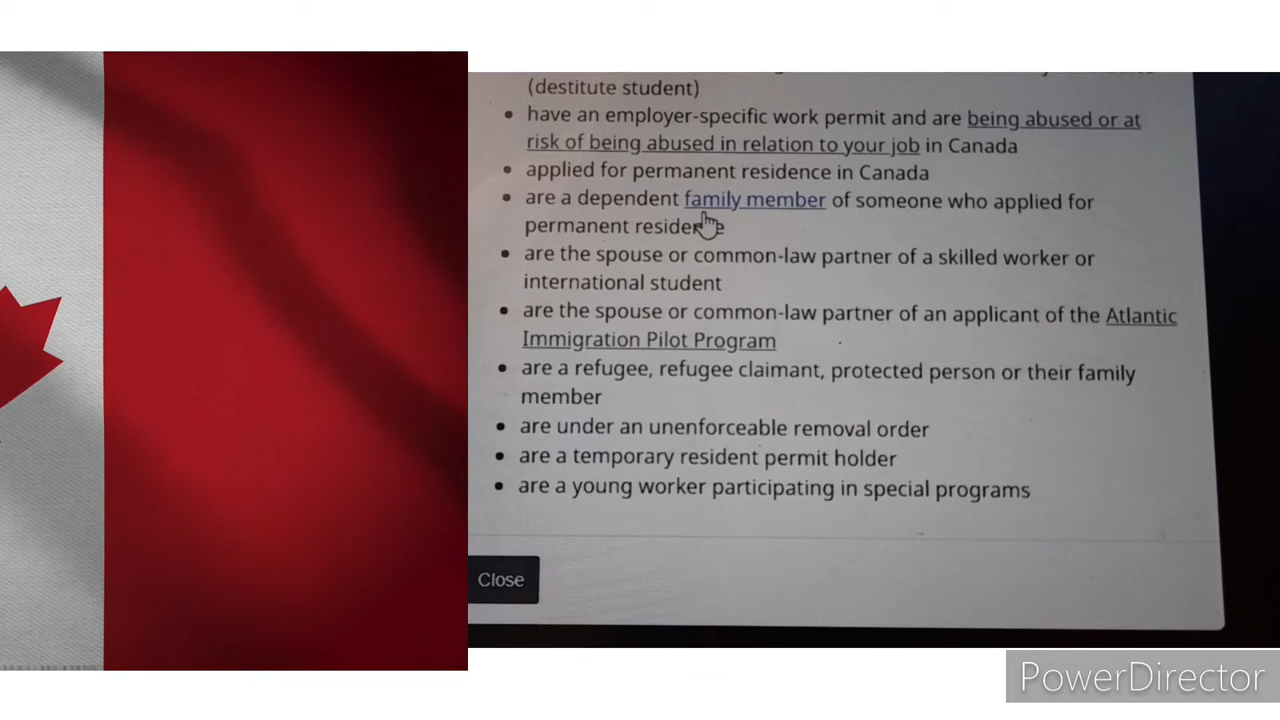 (destitute student)
• have an employer-specific work permit and are being abused or at
risk of being abused in relation to your job in Canada
• applied for permanent residence in Canada
• are a dependent family member of someone who applied for
permanent residence
• are the spouse or common-law partner of a skilled worker or
international student
• are the spouse or common-law partner of an applicant of the Atlantic
Immigration Pilot Program
• are a refugee, refugee claimant, protected person or their family
member
• are under an unenforceable removal order
• are a temporary resident permit holder
• are a young worker participating in special programs
Close
PowerDirector